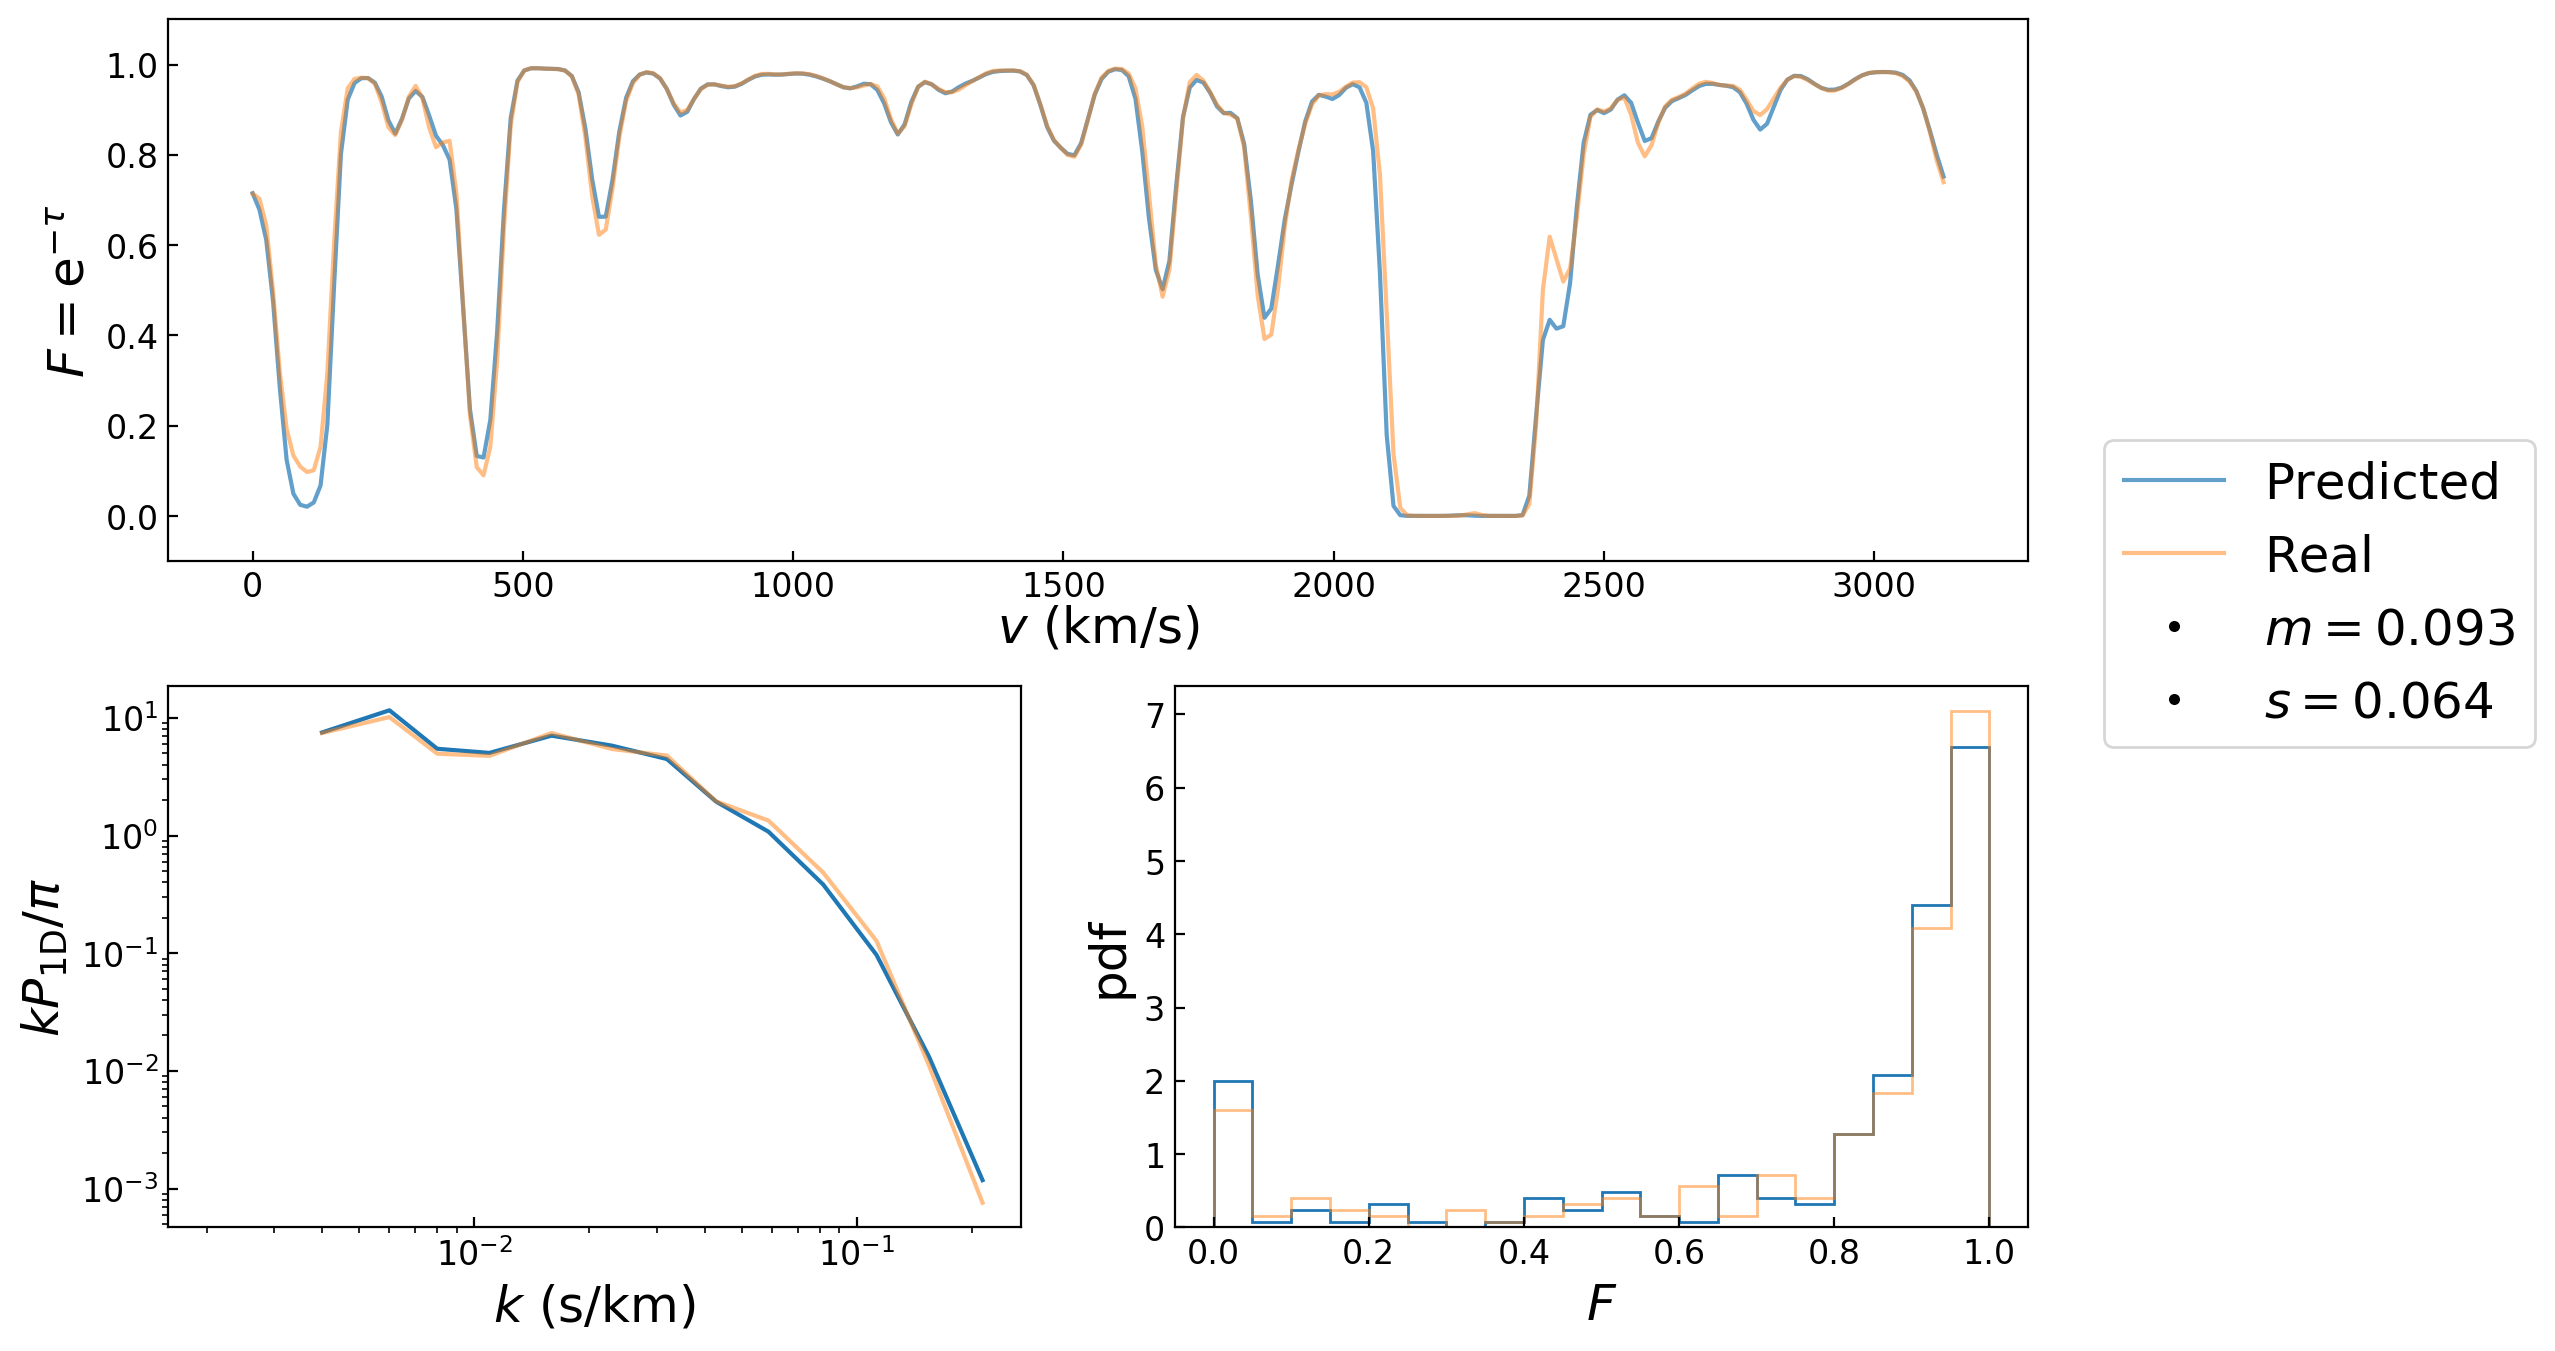 1.0
0.8
0.6
0.4
0.2
0.0
F = e^{−τ}
0 500 1000 1500 2000 2500 3000
v (km/s)
Predicted
Real
m = 0.093
s = 0.064
10^1
10^0
10^{−1}
10^{−2}
10^{−3}
kP_{1D}/π
10^{−2} 10^{−1}
k (s/km)
7
6
5
4
3
2
1
0
pdf
0.0 0.2 0.4 0.6 0.8 1.0
F